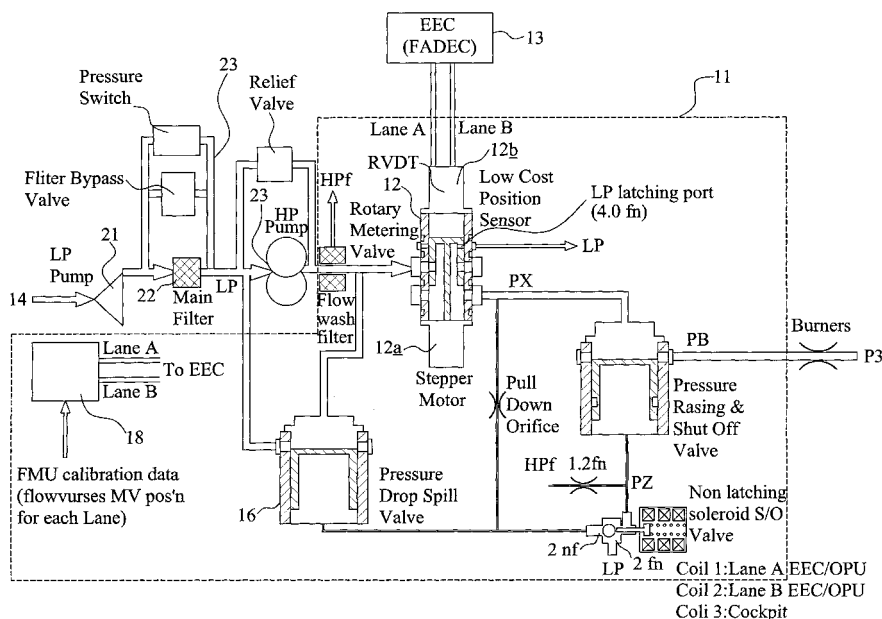 EEC
(FADEC)
13
23
11
Pressure
Switch
Relief
Valve
Lane A
Lane B
12b
RVDT
Low Cost
Position
Sensor
Fliter Bypass
Valve
HPf
12
LP latching port
(4.0 fn)
23
HP
Pump
Rotary
Metering
Valve
21
LP
Pump
LP
14
22
Main
Filter
LP
Flow
wash
filter
PX
12a
Stepper
Motor
PB
Burners
P3
Lane A
To EEC
Lane B
Pull
Down
Orifice
Pressure
Rasing &
Shut Off
Valve
18
FMU calibration data
(flowvurses MV pos'n
for each Lane)
16
Pressure
Drop Spill
Valve
HPf
1.2fn
PZ
Non latching
soleroid S/O
Valve
2 nf
LP
2 fn
Coil 1:Lane A EEC/OPU
Coil 2:Lane B EEC/OPU
Coli 3:Cockpit